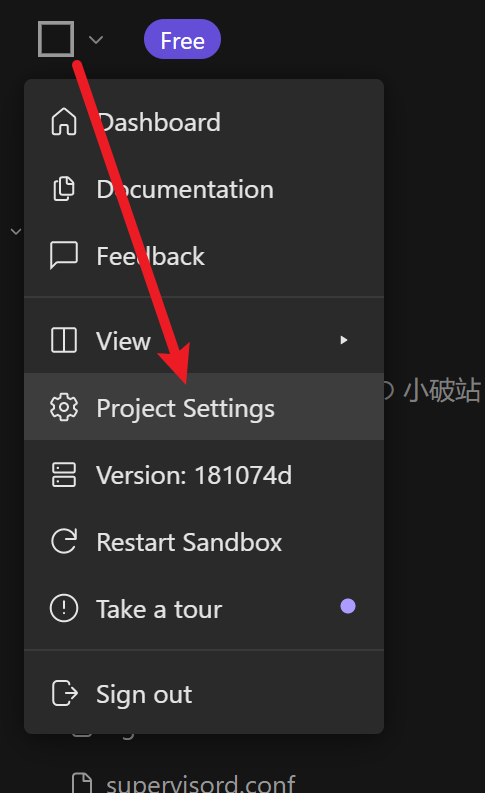 Free
Dashboard
Documentation
Feedback
View
Project Settings
小破站
Version: 181074d
Restart Sandbox
Take a tour
Sign out
supervisord.conf